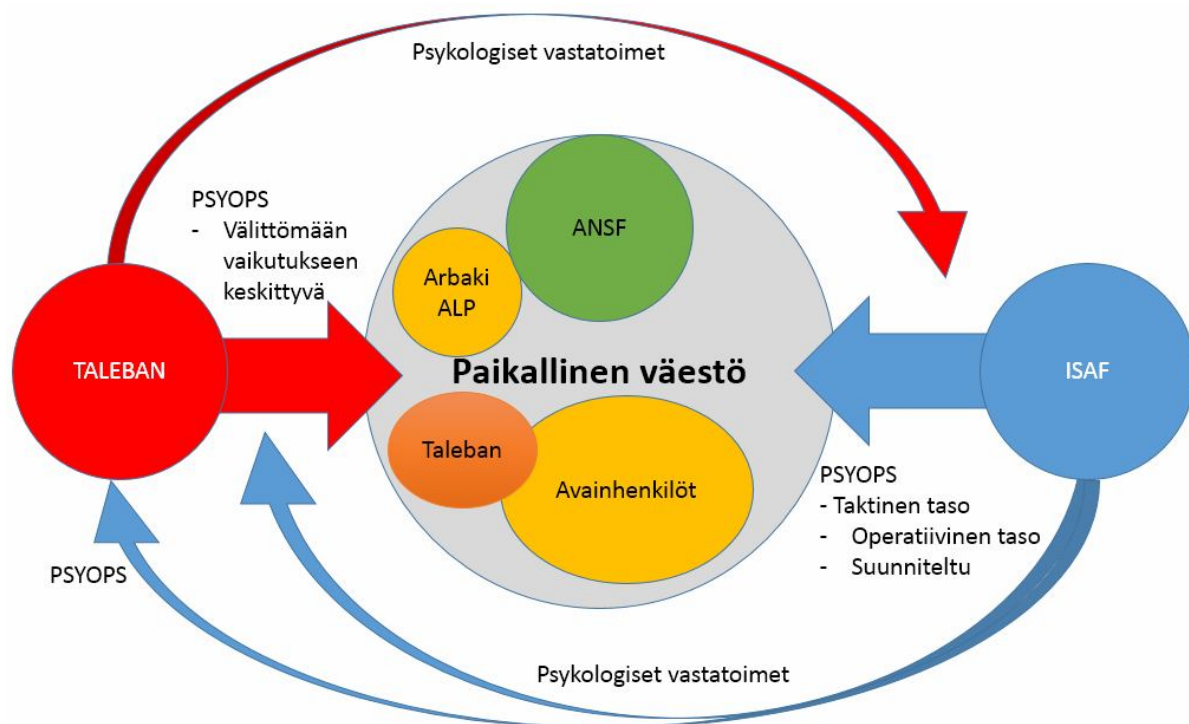 Psykologiset vastatoimet
PSYOPS
- Välittömään
vaikutukseen
keskittyvä
ANSF
Arbaki
ALP
TALEBAN
Paikallinen väestö
ISAF
Taleban
Avainhenkilöt
PSYOPS
- Taktinen taso
- Operatiivinen taso
- Suunniteltu
PSYOPS
Psykologiset vastatoimet